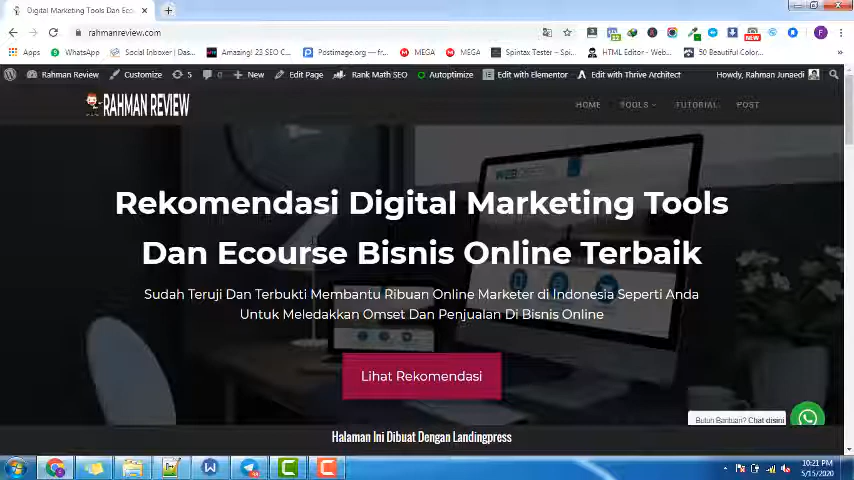 Digital Marketing Tools Dan Eco
rahmanreview.com
Apps WhatsApp Social Inboxer | Das... Amazing! 23 SEO C... Postimage.org — fr... MEGA MEGA Spintax Tester – Spi... HTML Editor - Web... 50 Beautiful Color...
NEW
Rahman Review Customize 5 0 New Edit Page Rank Math SEO Autoptimize Edit with Elementor Edit with Thrive Architect Howdy, Rahman Junaedi
RAHMAN REVIEW HOME TOOLS TUTORIAL POST
Rekomendasi Digital Marketing Tools
Dan Ecourse Bisnis Online Terbaik
Sudah Teruji Dan Terbukti Membantu Ribuan Online Marketer di Indonesia Seperti Anda
Untuk Meledakkan Omset Dan Penjualan Di Bisnis Online
Lihat Rekomendasi
Butuh Bantuan? Chat disini
Halaman Ini Dibuat Dengan Landingpress
10:21 PM
5/15/2020